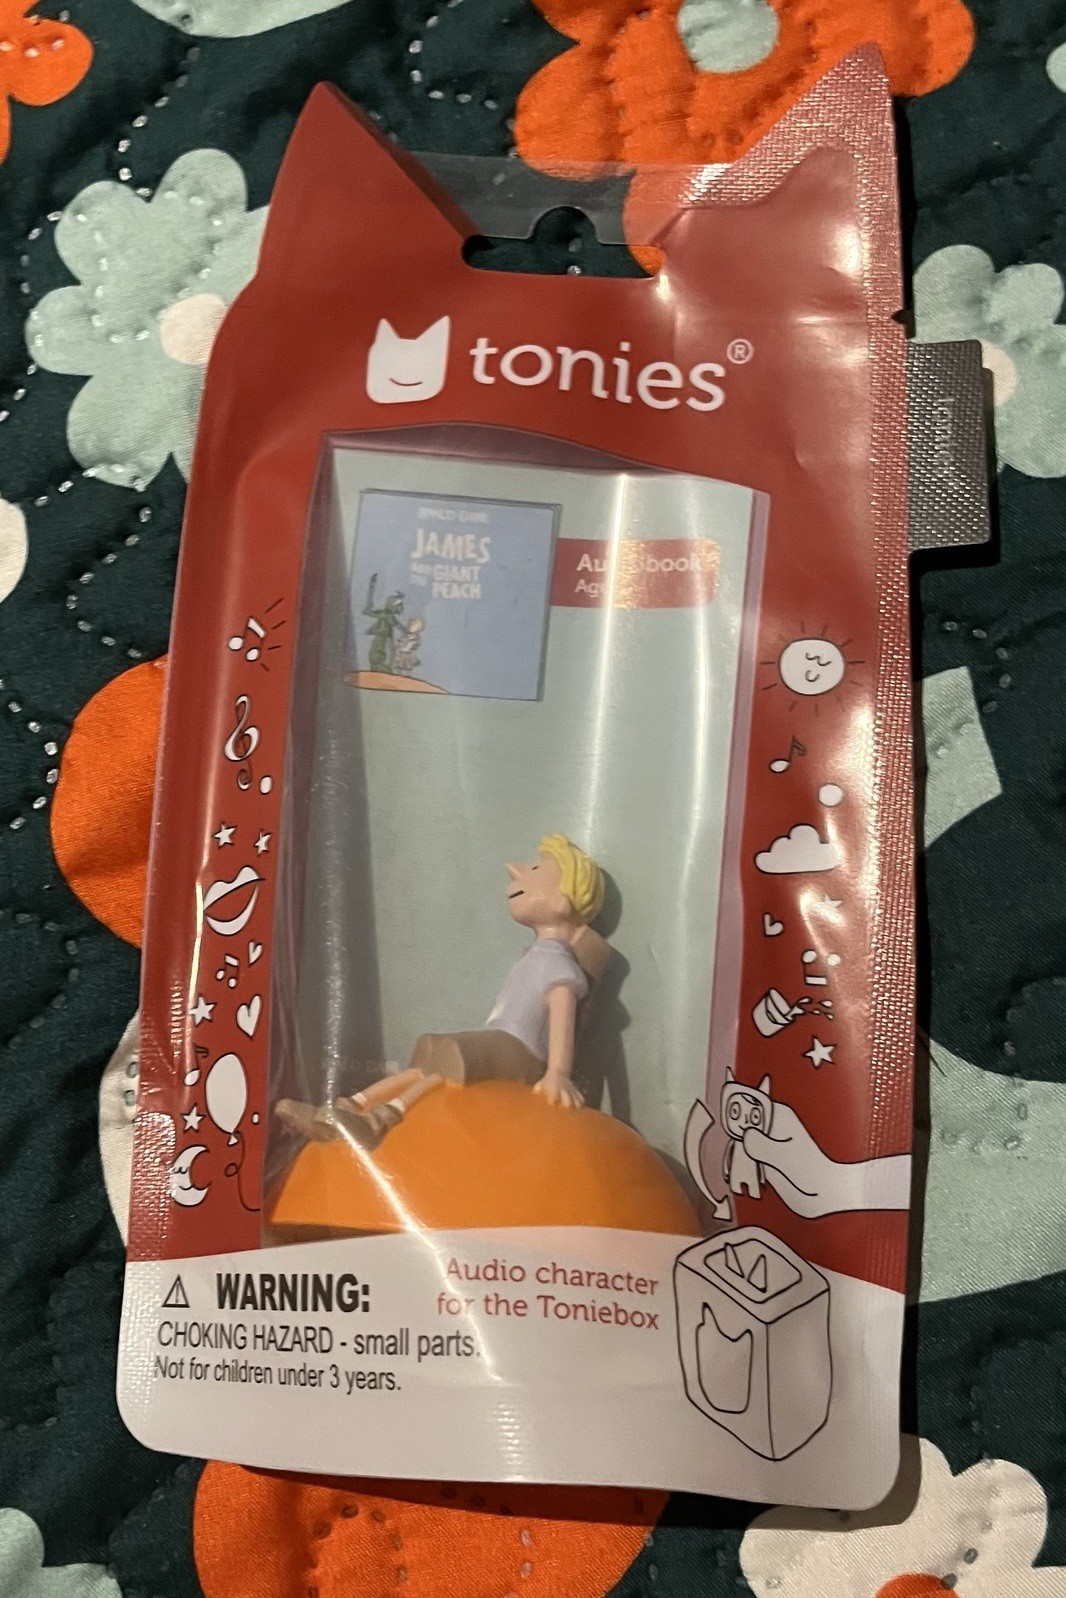 tonies®
ROALD DAHL
JAMES
AND THE GIANT
PEACH
Audiobook
WARNING:
CHOKING HAZARD - small parts.
Not for children under 3 years.
Audio character
for the Toniebox